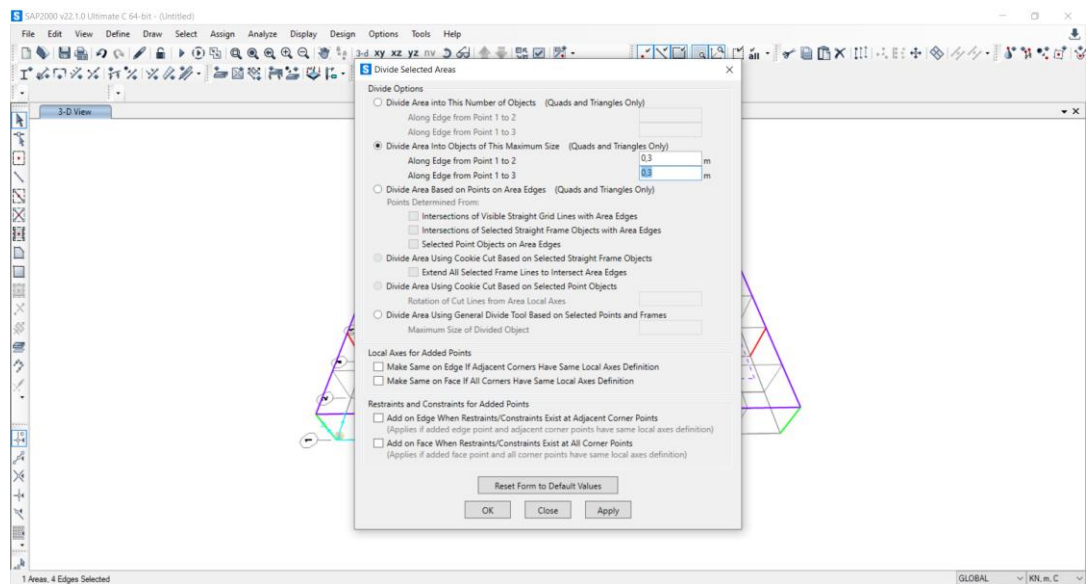 SAP2000 v22.1.0 Ultimate C 64-bit - (Untitled)
File Edit View Define Draw Select Assign Analyze Display Design Options Tools Help
3-d xy xz yz nv
all
Divide Selected Areas
3-D View
Divide Options
Divide Area into This Number of Objects (Quads and Triangles Only)
Along Edge from Point 1 to 2
Along Edge from Point 1 to 3
Divide Area Into Objects of This Maximum Size (Quads and Triangles Only)
Along Edge from Point 1 to 2 0,3 m
Along Edge from Point 1 to 3 0,3 m
Divide Area Based on Points on Area Edges (Quads and Triangles Only)
Points Determined From:
Intersections of Visible Straight Grid Lines with Area Edges
Intersections of Selected Straight Frame Objects with Area Edges
Selected Point Objects on Area Edges
Divide Area Using Cookie Cut Based on Selected Straight Frame Objects
Extend All Selected Frame Lines to Intersect Area Edges
Divide Area Using Cookie Cut Based on Selected Point Objects
Rotation of Cut Lines from Area Local Axes
Divide Area Using General Divide Tool Based on Selected Points and Frames
Maximum Size of Divided Object
Local Axes for Added Points
Make Same on Edge If Adjacent Corners Have Same Local Axes Definition
Make Same on Face If All Corners Have Same Local Axes Definition
Restraints and Constraints for Added Points
Add on Edge When Restraints/Constraints Exist at Adjacent Corner Points
(Applies if added edge point and adjacent corner points have same local axes definition)
Add on Face When Restraints/Constraints Exist at All Corner Points
(Applies if added face point and all corner points have same local axes definition)
Reset Form to Default Values
OK Close Apply
1 Areas, 4 Edges Selected
GLOBAL KN, m, C